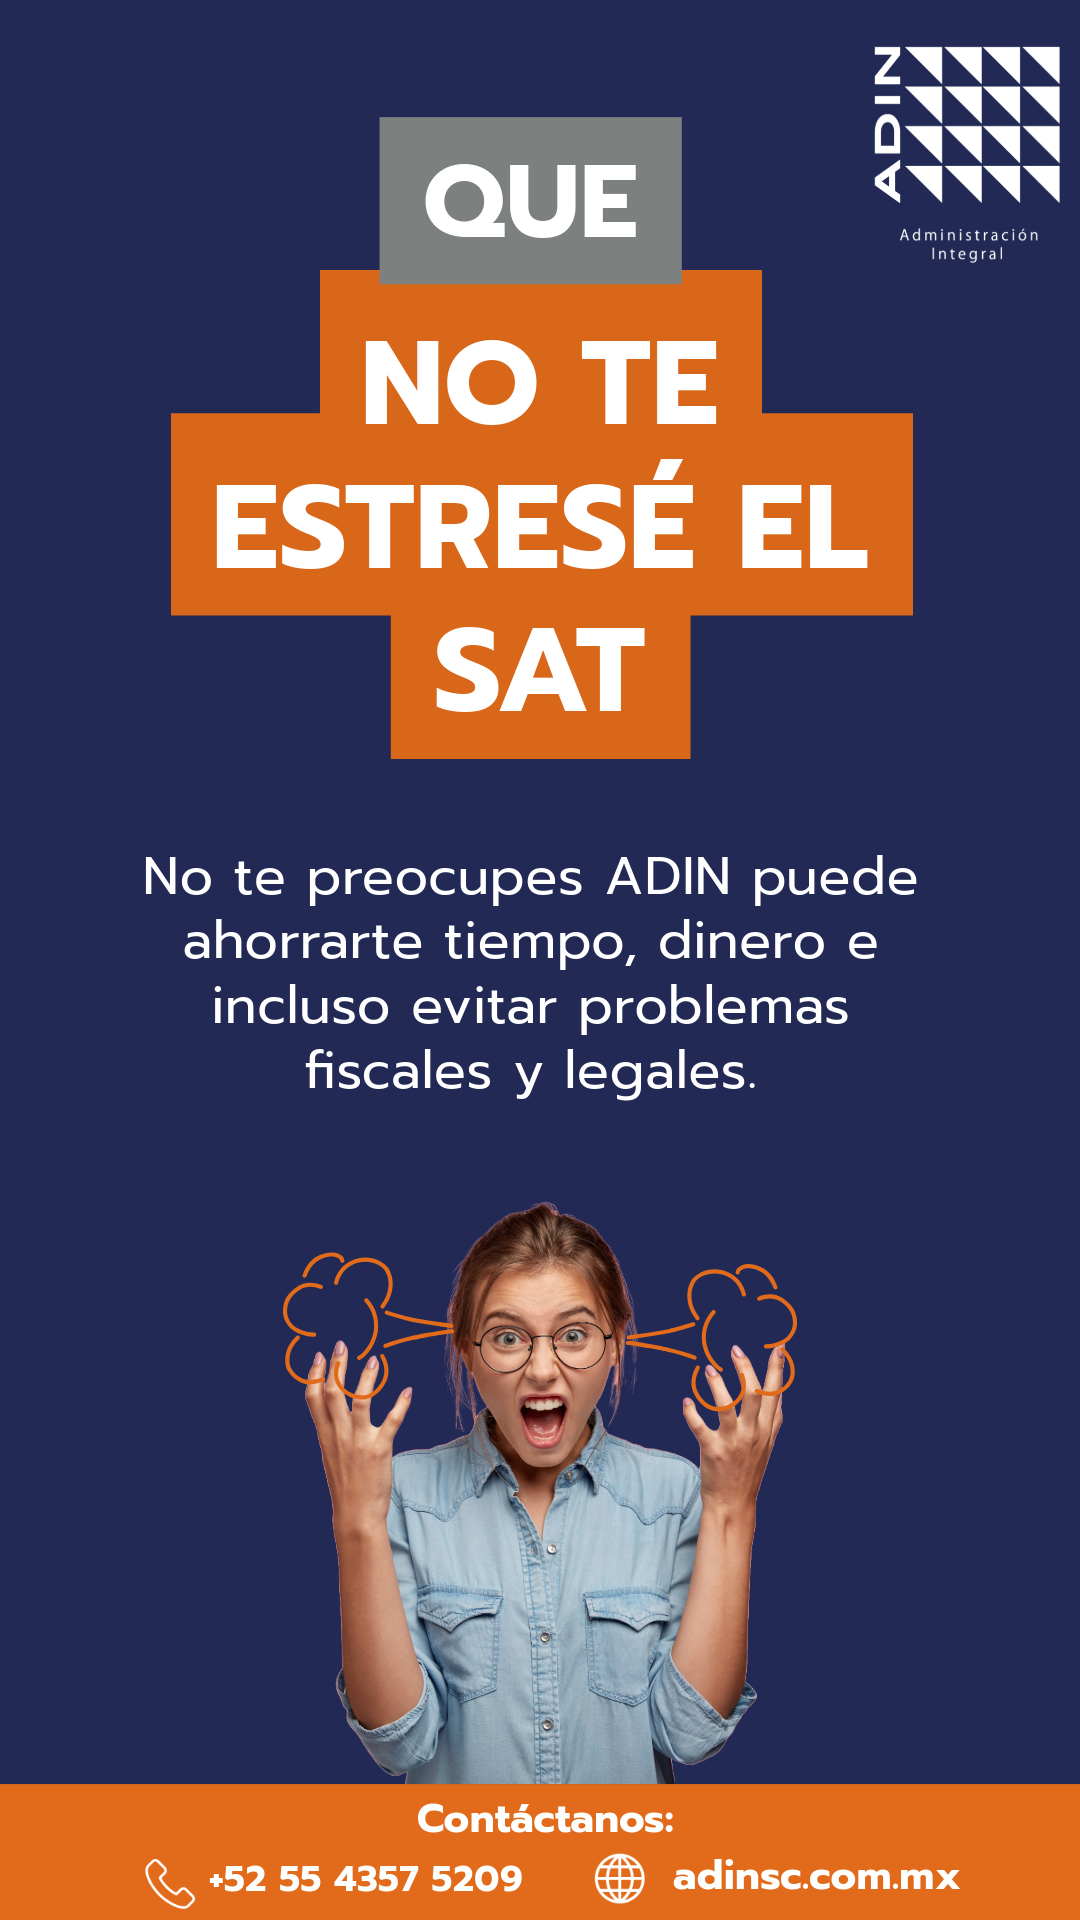 ADIN
Administración
Integral
QUE
NO TE
ESTRESÉ EL
SAT
No te preocupes ADIN puede
ahorrarte tiempo, dinero e
incluso evitar problemas
fiscales y legales.
Contáctanos:
+52 55 4357 5209
adinsc.com.mx